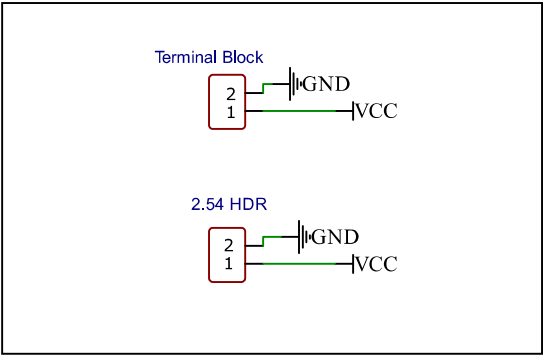 Terminal Block
2 GND
1 VCC
2.54 HDR
2 GND
1 VCC